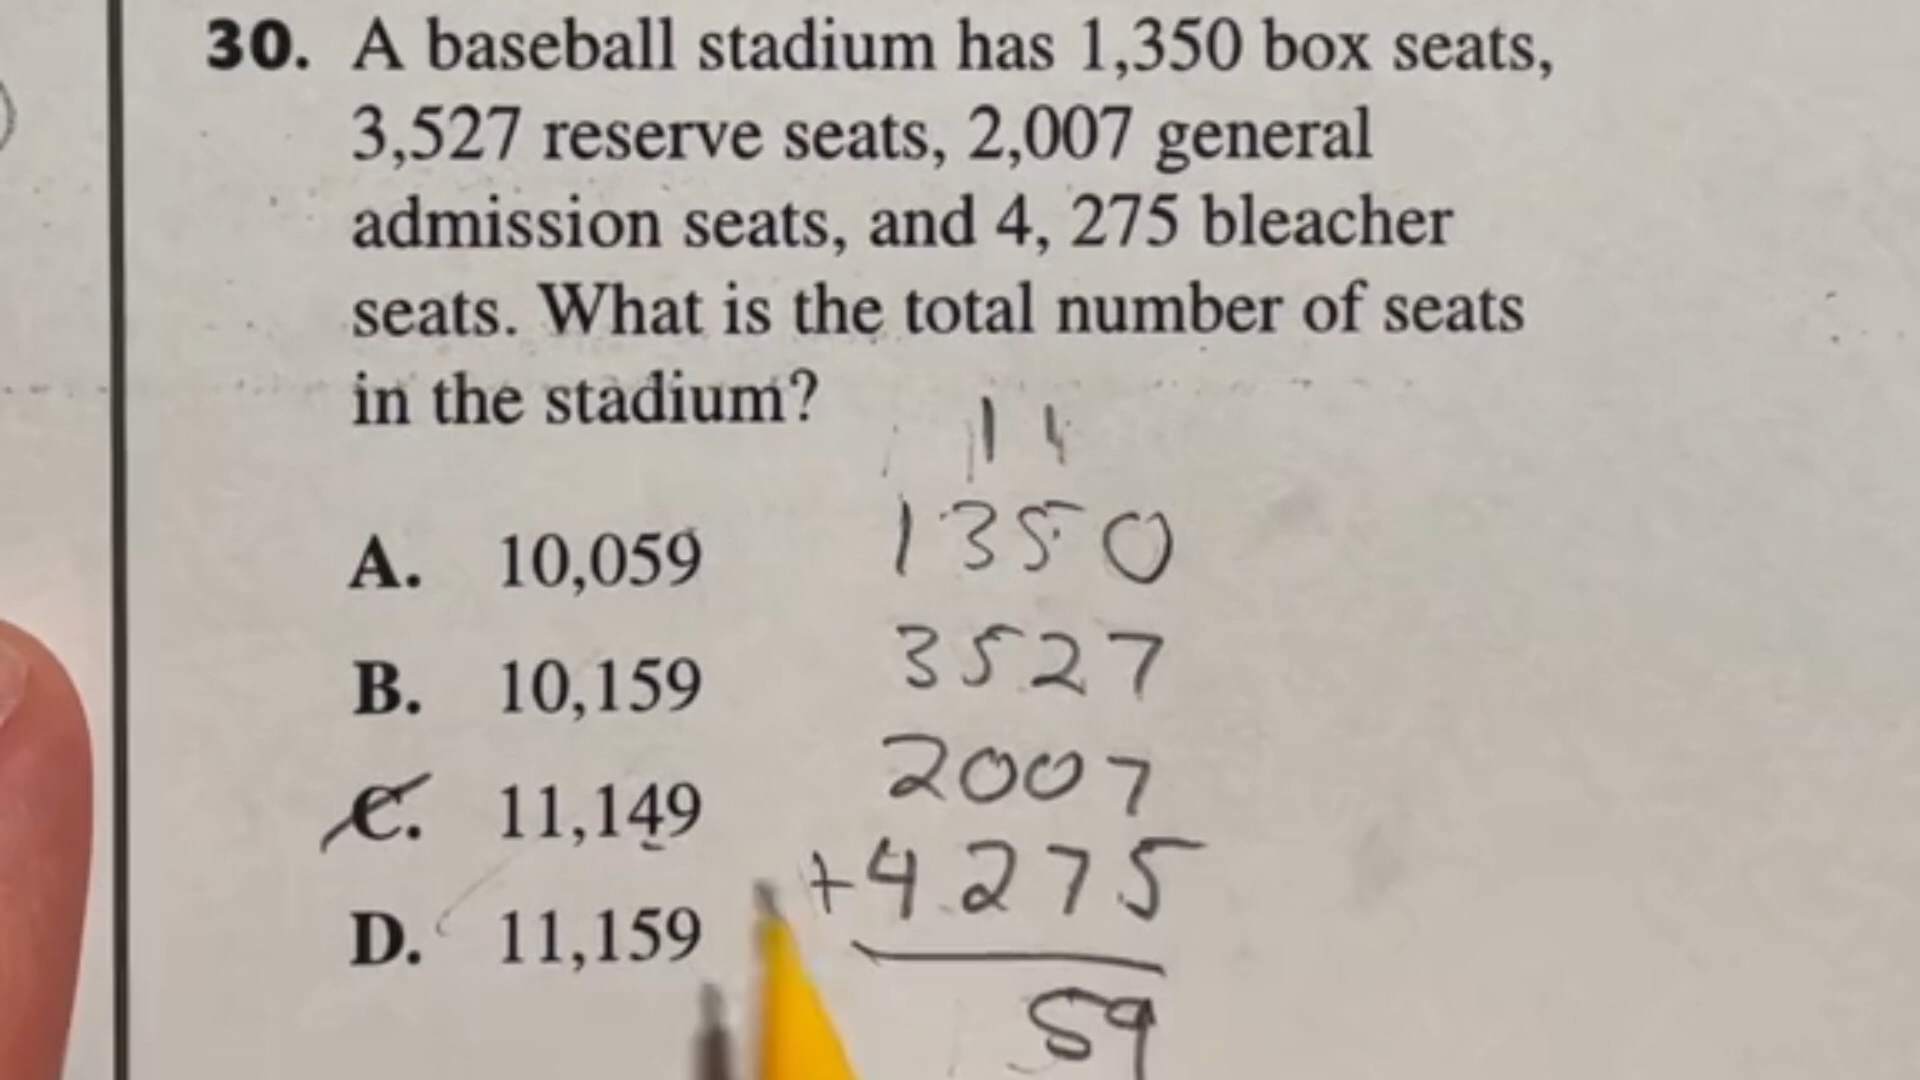 30. A baseball stadium has 1,350 box seats,
3,527 reserve seats, 2,007 general
admission seats, and 4, 275 bleacher
seats. What is the total number of seats
in the stadium?
A. 10,059
B. 10,159
C. 11,149
D. 11,159
1 1
1350
3527
2007
+4275
59